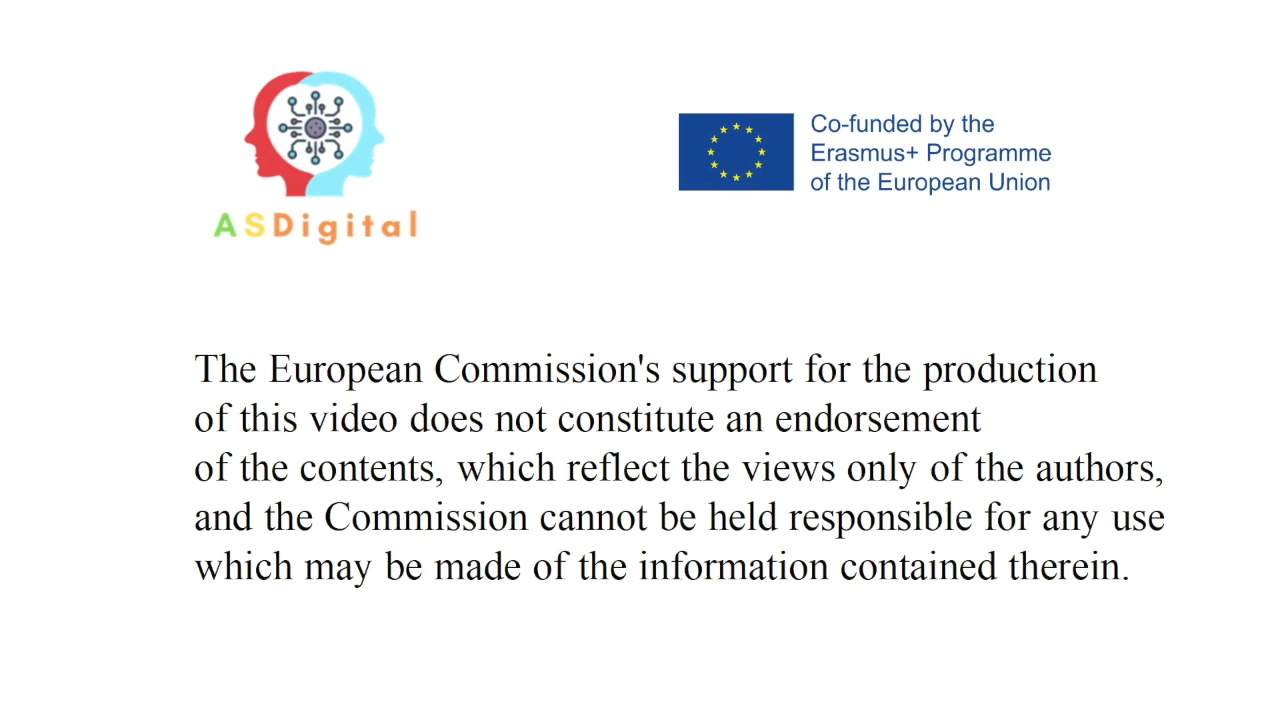 ASDigital
Co-funded by the
Erasmus+ Programme
of the European Union
The European Commission's support for the production
of this video does not constitute an endorsement
of the contents, which reflect the views only of the authors,
and the Commission cannot be held responsible for any use
which may be made of the information contained therein.